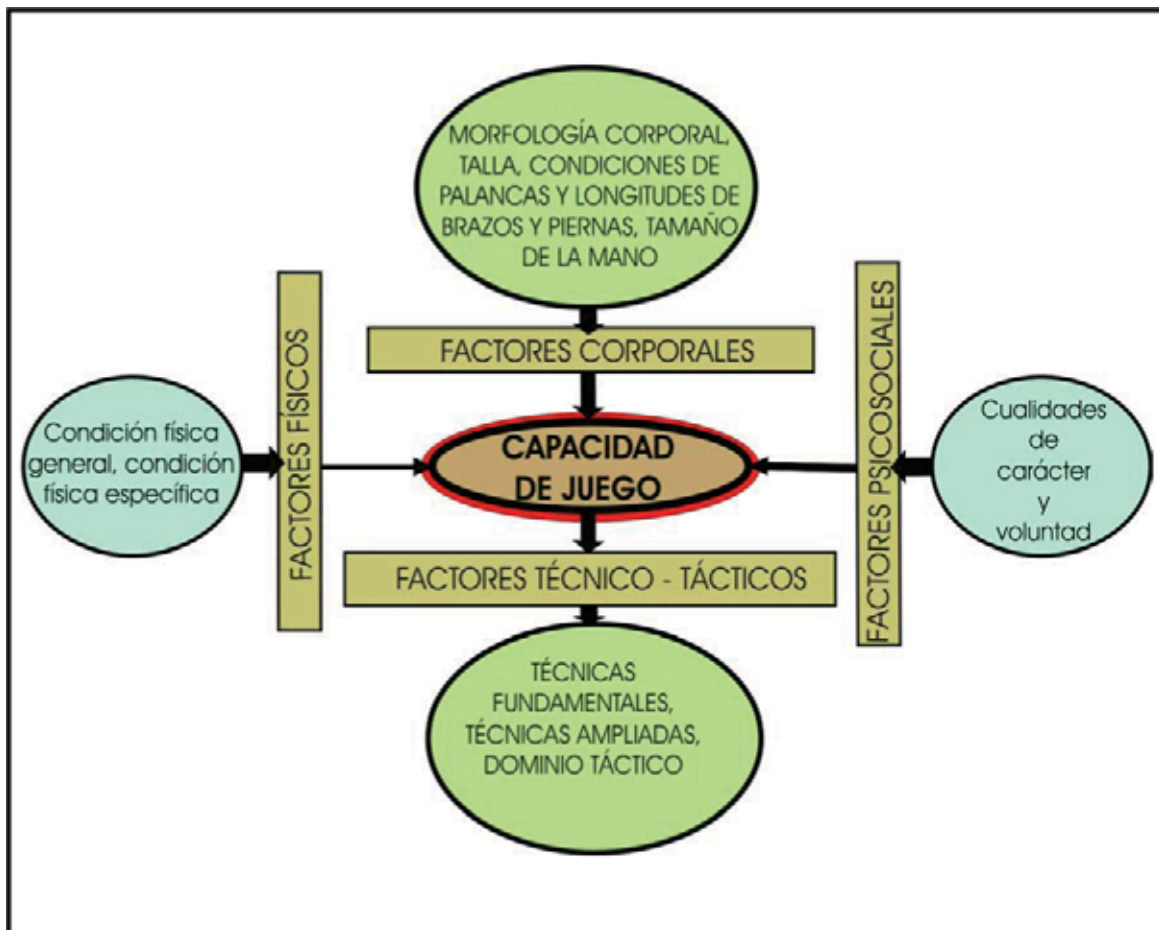 MORFOLOGÍA CORPORAL,
TALLA, CONDICIONES DE
PALANCAS Y LONGITUDES DE
BRAZOS Y PIERNAS, TAMAÑO
DE LA MANO
FACTORES CORPORALES
FACTORES FÍSICOS
Condición física
general, condición
física específica
CAPACIDAD
DE JUEGO
FACTORES PSICOSOCIALES
Cualidades
de
carácter
y
voluntad
FACTORES TÉCNICO - TÁCTICOS
TÉCNICAS
FUNDAMENTALES,
TÉCNICAS AMPLIADAS,
DOMINIO TÁCTICO